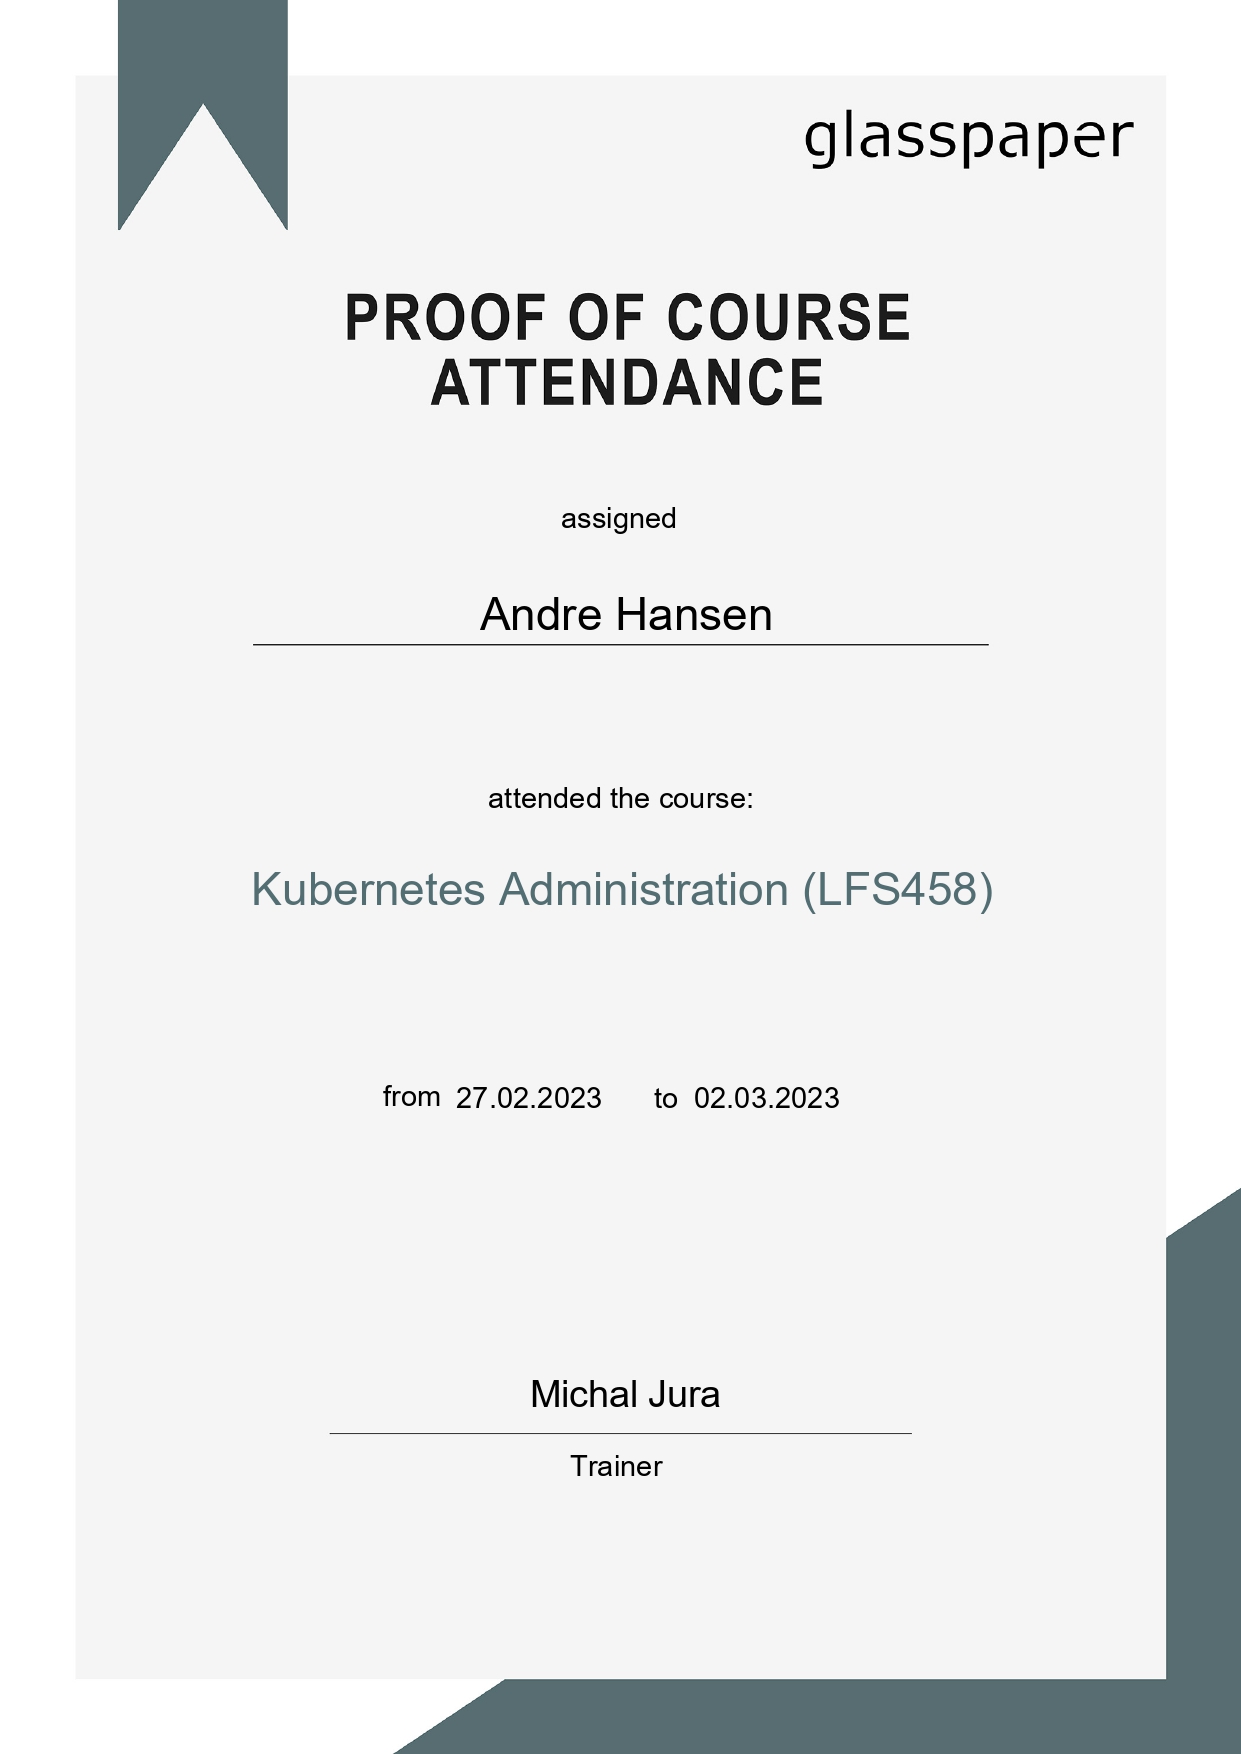 glasspaper
PROOF OF COURSE
ATTENDANCE
assigned
Andre Hansen
attended the course:
Kubernetes Administration (LFS458)
from 27.02.2023 to 02.03.2023
Michal Jura
Trainer